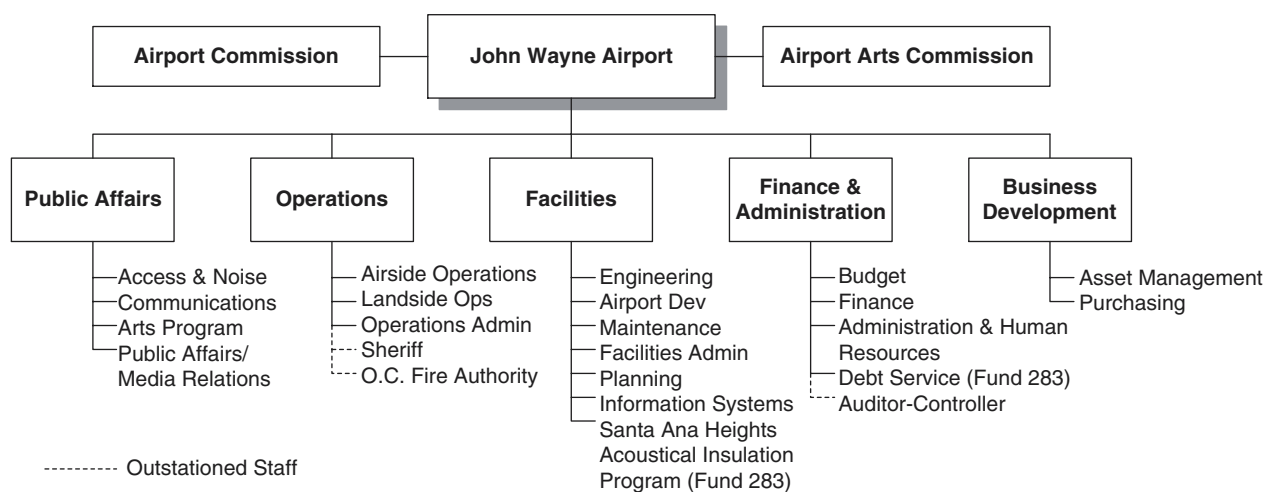 Airport Commission
John Wayne Airport
Airport Arts Commission
Public Affairs
Operations
Facilities
Finance &
Administration
Business
Development
Access & Noise
Communications
Arts Program
Public Affairs/
Media Relations
Airside Operations
Landside Ops
Operations Admin
Sheriff
O.C. Fire Authority
Engineering
Airport Dev
Maintenance
Facilities Admin
Planning
Information Systems
Santa Ana Heights
Acoustical Insulation
Program (Fund 283)
Budget
Finance
Administration & Human
Resources
Debt Service (Fund 283)
Auditor-Controller
Asset Management
Purchasing
Outstationed Staff